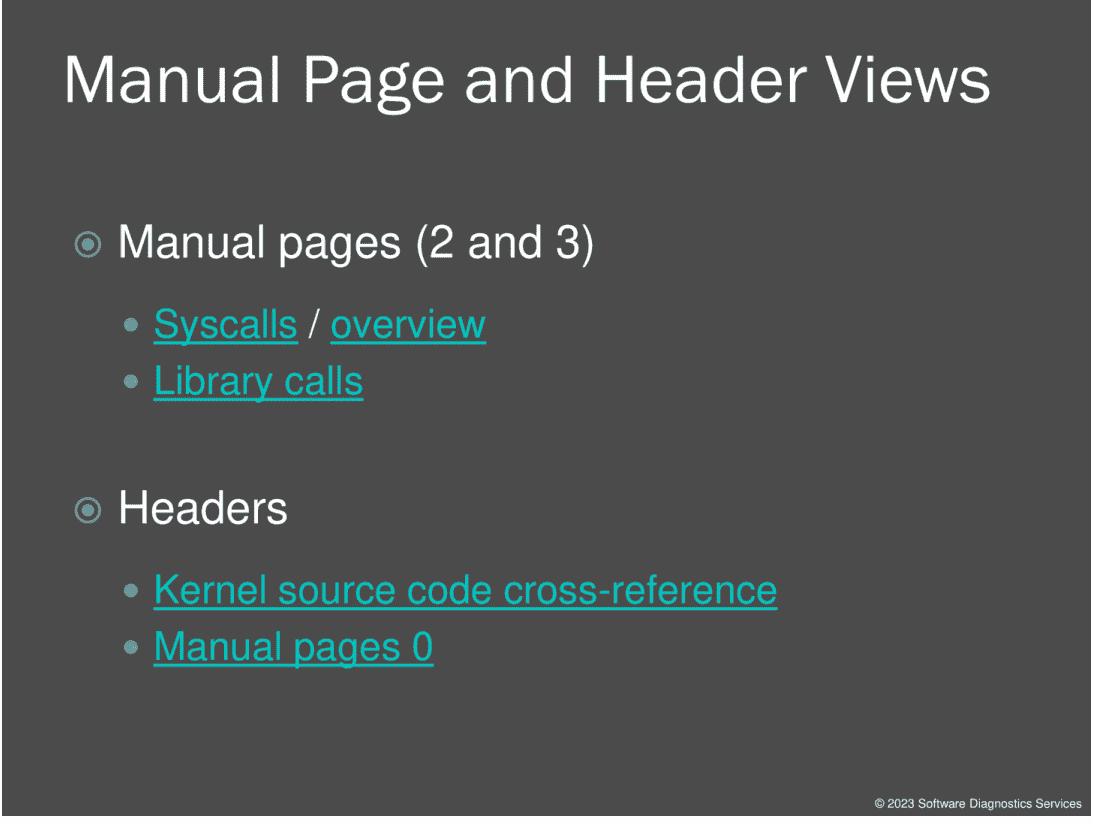 Manual Page and Header Views
Manual pages (2 and 3)
Syscalls / overview
Library calls
Headers
Kernel source code cross-reference
Manual pages 0
© 2023 Software Diagnostics Services